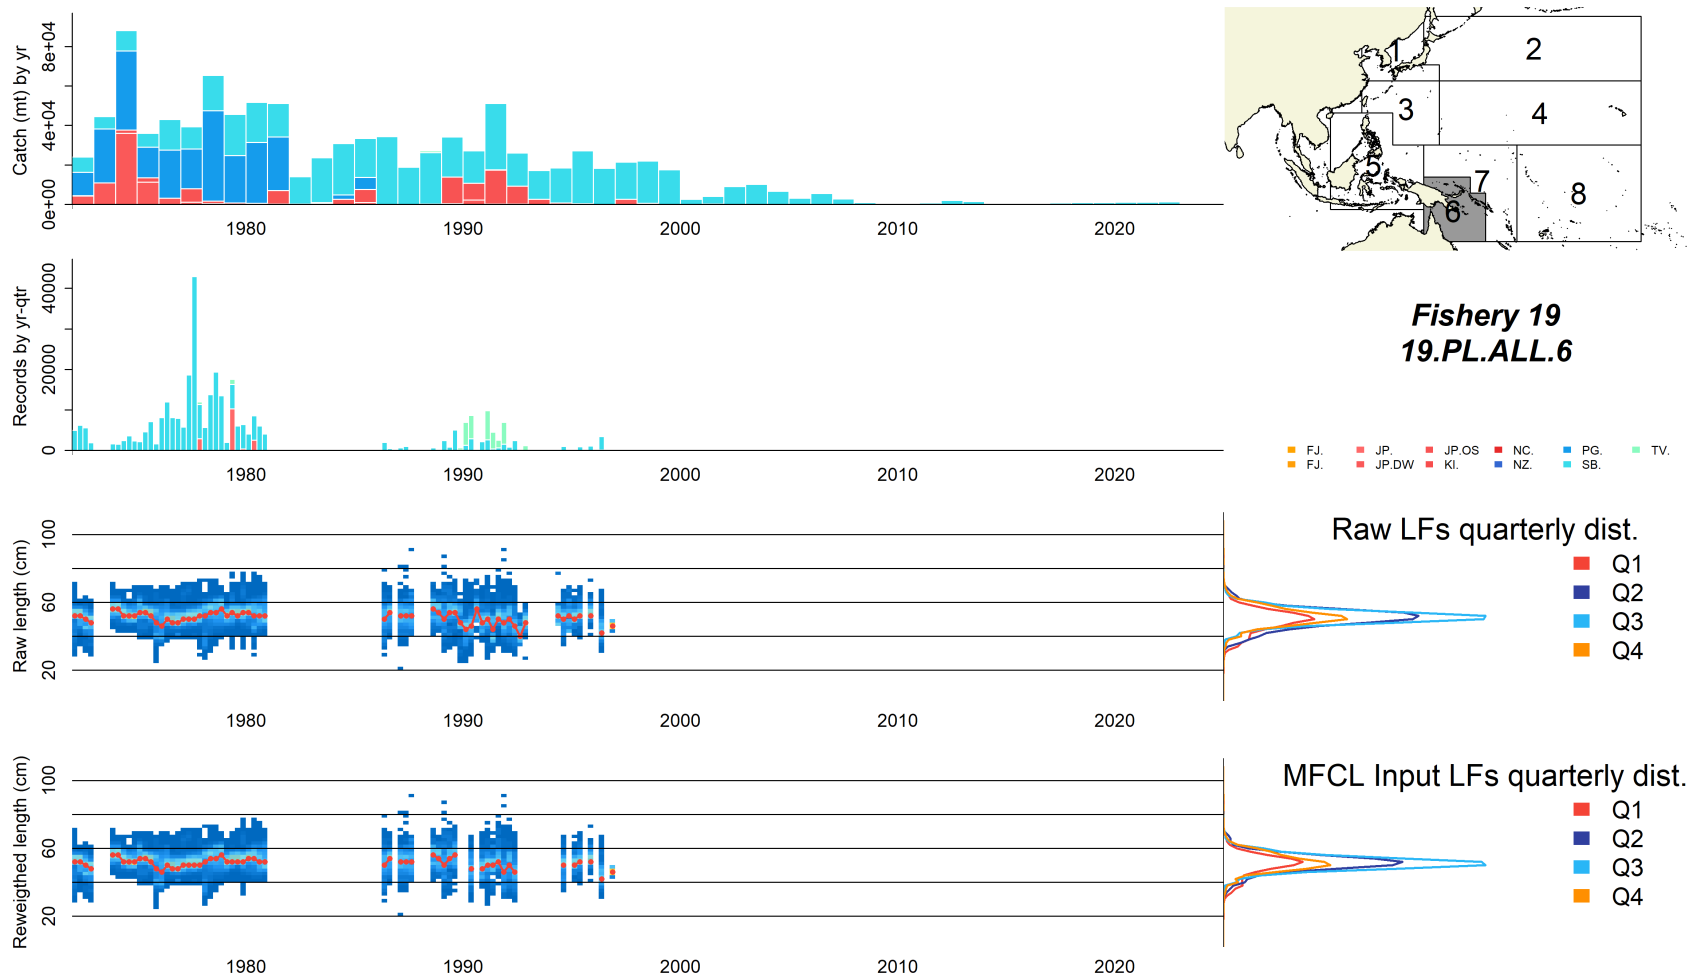 Catch (mt) by yr
0e+00
4e+04
8e+04
1980
1990
2000
2010
2020
1
2
3
4
5
6
7
8
Records by yr-qtr
0
20000
40000
1980
1990
2000
2010
2020
Fishery 19
19.PL.ALL.6
FJ. JP. JP.OS NC. PG. TV.
FJ. JP.DW KI. NZ. SB.
Raw length (cm)
20
60
100
1980
1990
2000
2010
2020
Raw LFs quarterly dist.
Q1
Q2
Q3
Q4
Reweigthed length (cm)
20
60
100
1980
1990
2000
2010
2020
MFCL Input LFs quarterly dist.
Q1
Q2
Q3
Q4